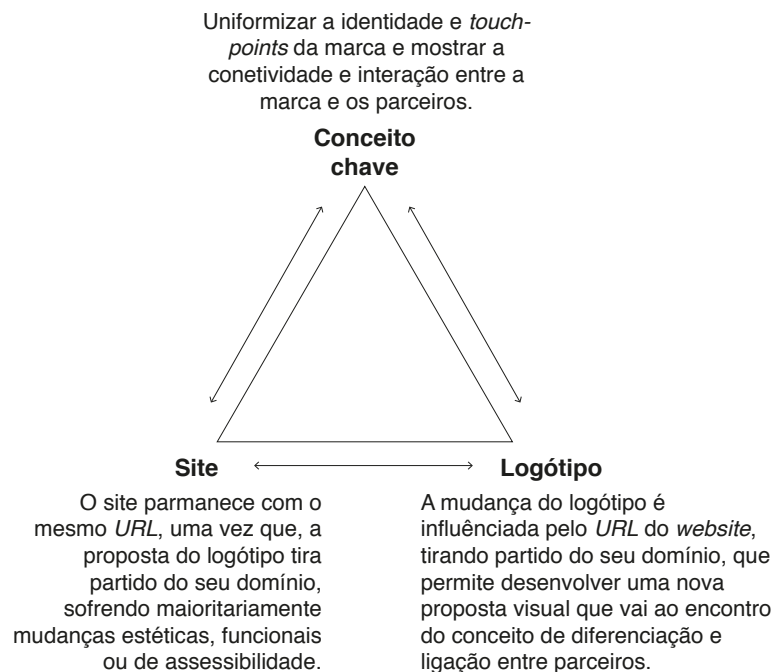 Uniformizar a identidade e touch-
points da marca e mostrar a
conetividade e interação entre a
marca e os parceiros.
Conceito
chave
Site
Logótipo
O site parmanece com o
mesmo URL, uma vez que, a
proposta do logótipo tira
partido do seu domínio,
sofrendo maioritariamente
mudanças estéticas, funcionais
ou de assessibilidade.
A mudança do logótipo é
influênciada pelo URL do website,
tirando partido do seu domínio, que
permite desenvolver uma nova
proposta visual que vai ao encontro
do conceito de diferenciação e
ligação entre parceiros.